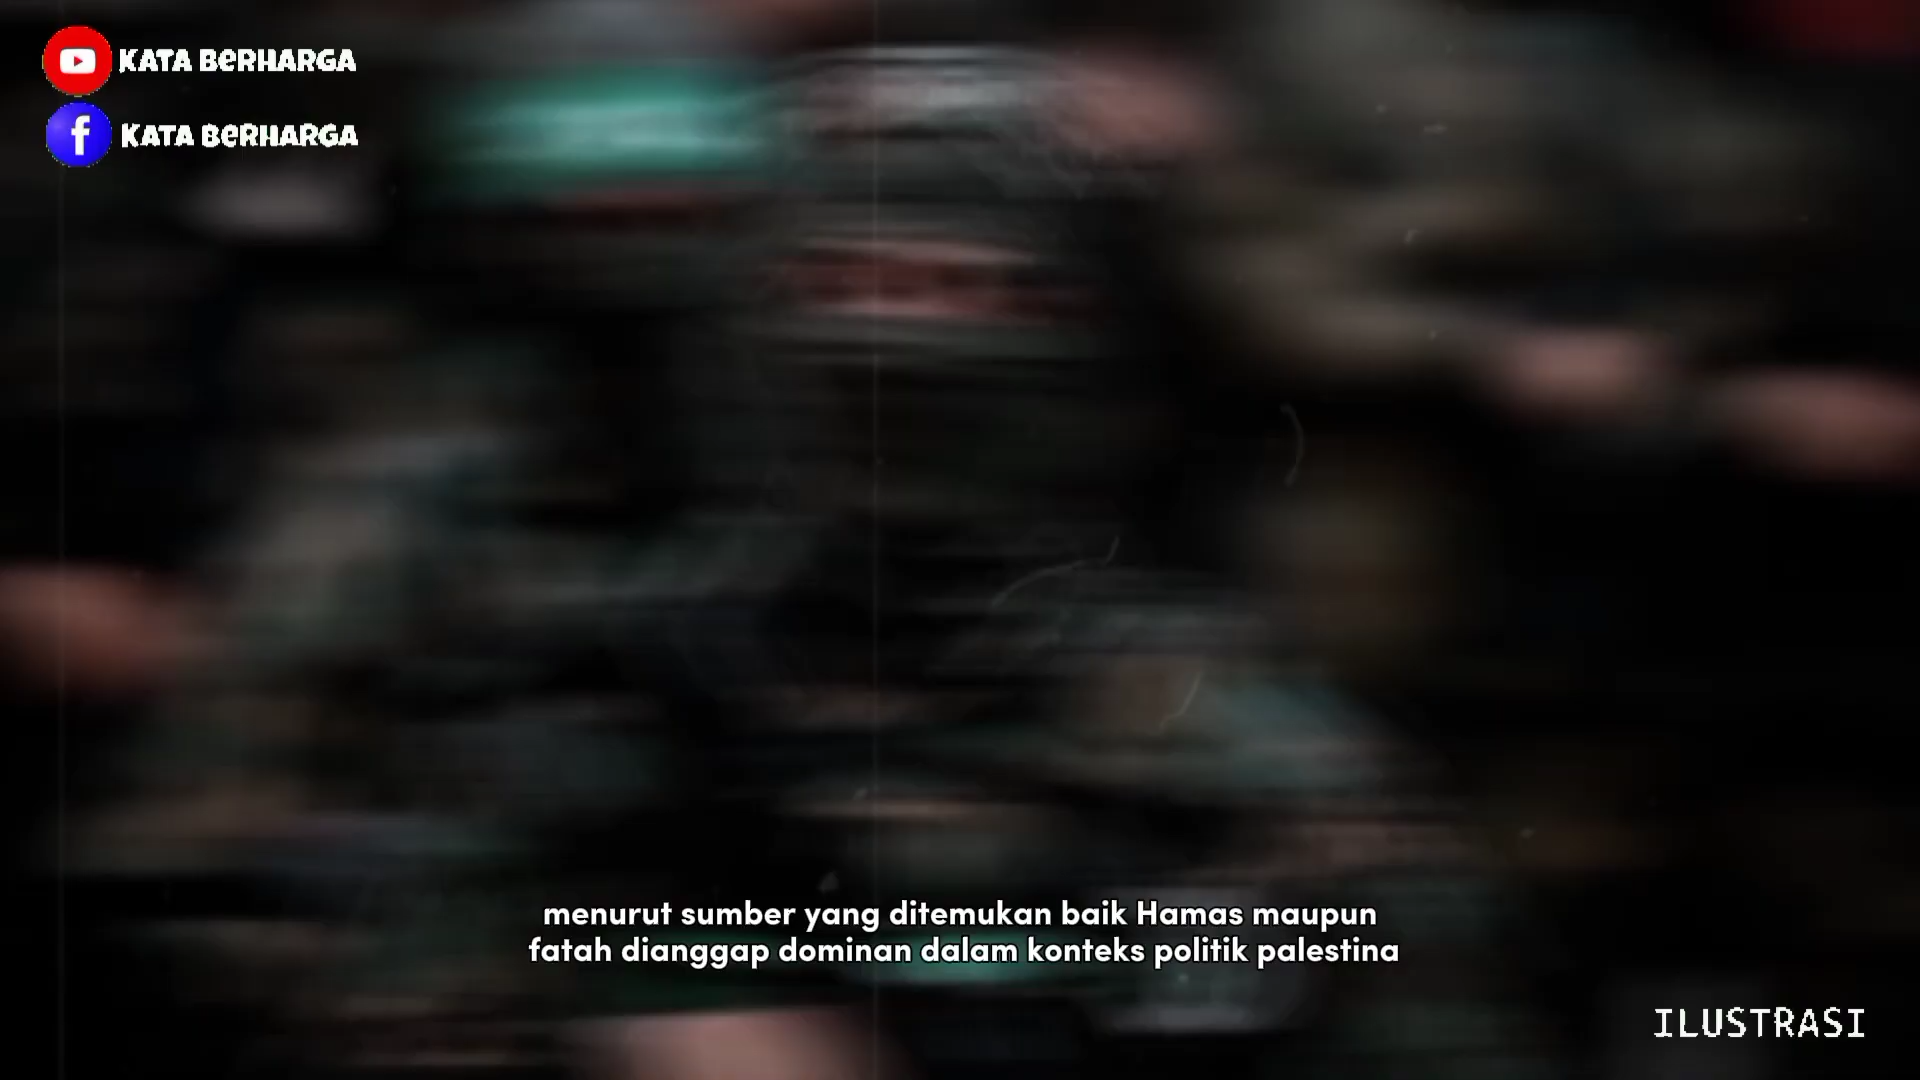 KATA BERHARGA
KATA BERHARGA
menurut sumber yang ditemukan baik Hamas maupun
fatah dianggap dominan dalam konteks politik palestina
ILUSTRASI